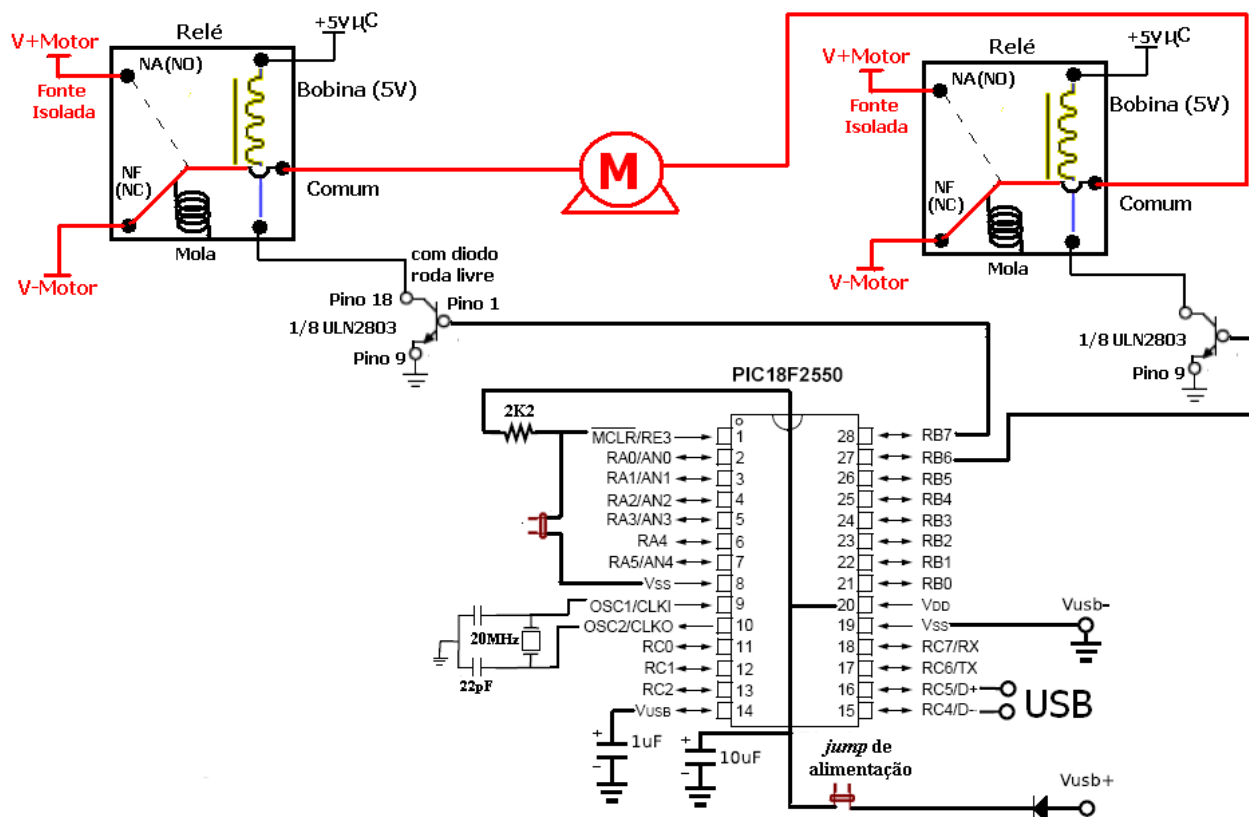 +5vµC
Relé
V+Motor
NA(NO)
Fonte
Isolada
Bobina (5V)
NF
(NC)
Comum
Mola
V-Motor
M
+5vµC
Relé
V+Motor
NA(NO)
Fonte
Isolada
Bobina (5V)
NF
(NC)
Comum
Mola
V-Motor
com diodo
roda livre
Pino 18
Pino 1
1/8 ULN2803
Pino 9
1/8 ULN2803
Pino 9
PIC18F2550
2K2
MCLR/RE3 1
RA0/AN0 2
RA1/AN1 3
RA2/AN2 4
RA3/AN3 5
RA4 6
RA5/AN4 7
Vss 8
OSC1/CLKI 9
OSC2/CLKO 10
RC0 11
RC1 12
RC2 13
VUSB 14
28 RB7
27 RB6
26 RB5
25 RB4
24 RB3
23 RB2
22 RB1
21 RB0
20 VDD
19 Vss
18 RC7/RX
17 RC6/TX
16 RC5/D+
15 RC4/D-
20MHz
22pF
Vusb-
USB
+
1uF
-
+
10uF
-
jump de
alimentação
Vusb+